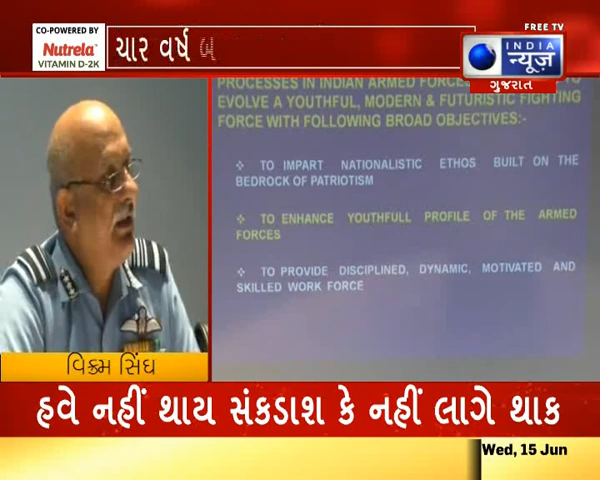 CO-POWERED BY
Nutrela
VITAMIN D-2K
ચાર વર્ષ બ
FREE TV
INDIA
ન્યૂઝ
ગુજરાત
PROCESSES IN INDIAN ARMED FORCES TO
EVOLVE A YOUTHFUL, MODERN & FUTURISTIC FIGHTING
FORCE WITH FOLLOWING BROAD OBJECTIVES:-
❖ TO IMPART NATIONALISTIC ETHOS BUILT ON THE
BEDROCK OF PATRIOTISM
❖ TO ENHANCE YOUTHFULL PROFILE OF THE ARMED
FORCES
❖ TO PROVIDE DISCIPLINED, DYNAMIC, MOTIVATED AND
SKILLED WORK FORCE
વિક્રમ સિંઘ
હવે નહીં થાય સંકડાશ કે નહીં લાગે થાક
Wed, 15 Jun